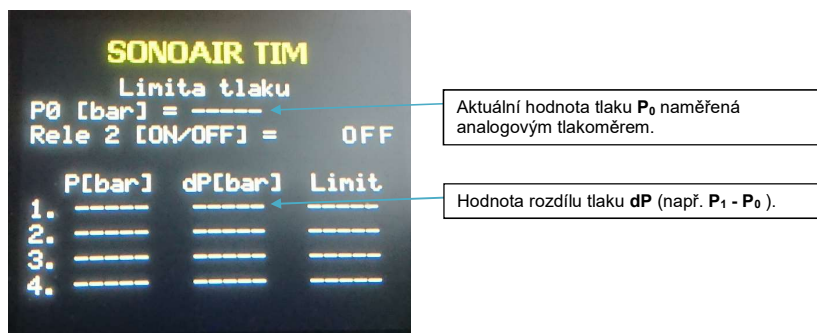 SONOAIR TIM
Limita tlaku
P0 [bar] = -----
Rele 2 [ON/OFF] = OFF
P[bar] dP[bar] Limit
1. ----- ----- -----
2. ----- ----- -----
3. ----- ----- -----
4. ----- ----- -----
Aktuální hodnota tlaku P₀ naměřená
analogovým tlakoměrem.
Hodnota rozdílu tlaku dP (např. P₁ - P₀ ).